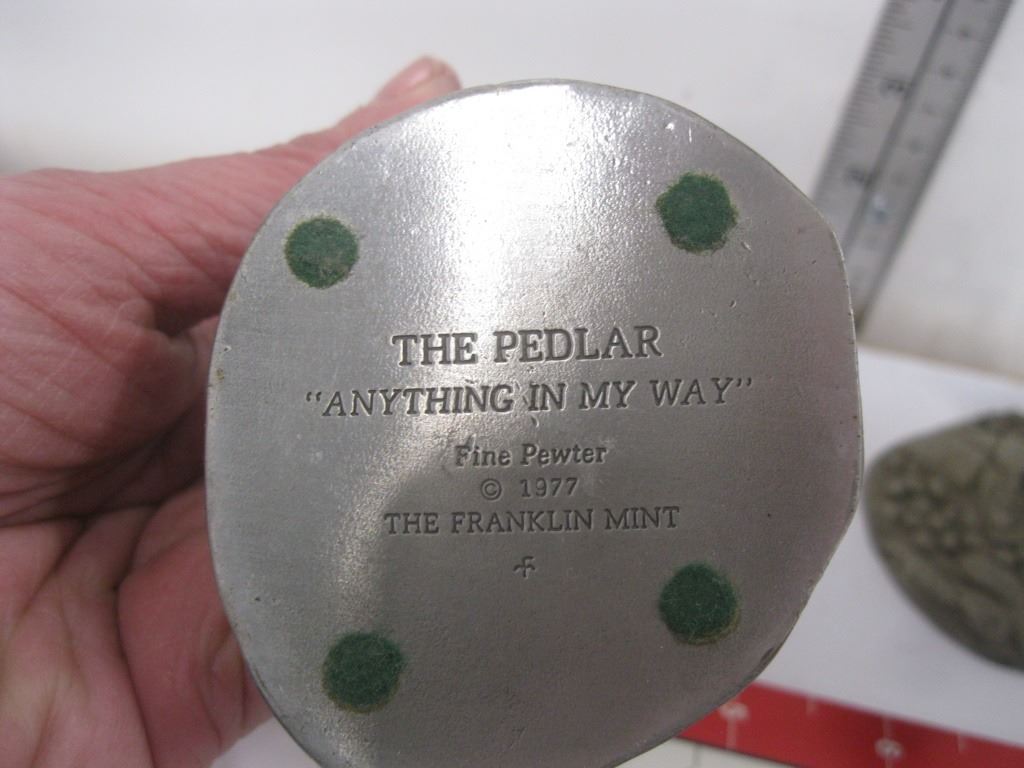 THE PEDLAR
"ANYTHING IN MY WAY"
Fine Pewter
© 1977
THE FRANKLIN MINT